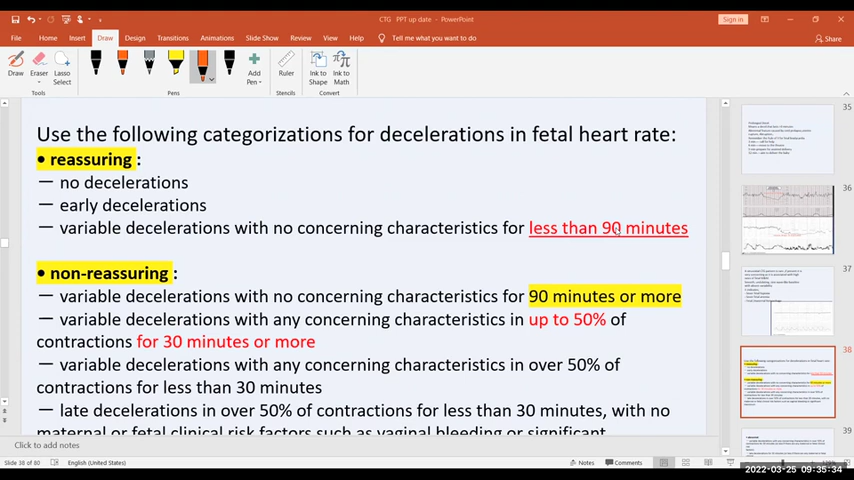 CTG PPT up date - PowerPoint
Sign in
File Home Insert Draw Design Transitions Animations Slide Show Review View Help Tell me what you want to do
Share
Draw Eraser Lasso Select Add Pen Ruler Ink to Shape Ink to Math
Tools Pens Stencils Convert
Use the following categorizations for decelerations in fetal heart rate:
• reassuring :
— no decelerations
— early decelerations
— variable decelerations with no concerning characteristics for less than 90 minutes
• non-reassuring :
— variable decelerations with no concerning characteristics for 90 minutes or more
— variable decelerations with any concerning characteristics in up to 50% of
contractions for 30 minutes or more
— variable decelerations with any concerning characteristics in over 50% of
contractions for less than 30 minutes
— late decelerations in over 50% of contractions for less than 30 minutes, with no
maternal or fetal clinical risk factors such as vaginal bleeding or significant
35
36
37
38
39
Click to add notes
Slide 38 of 80 English (United States) Notes Comments
2022-03-25 09:35:34